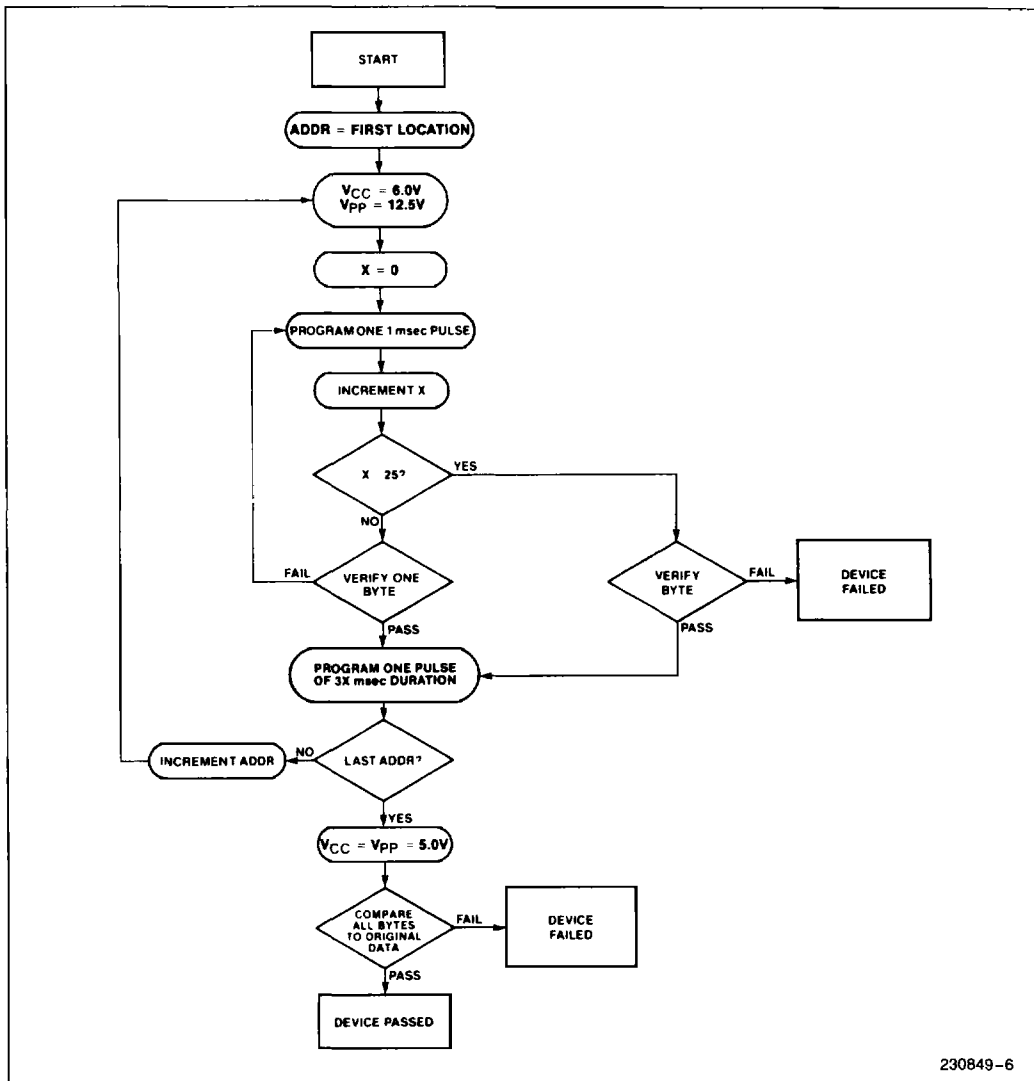 START
ADDR = FIRST LOCATION
VCC = 6.0V
VPP = 12.5V
X = 0
PROGRAM ONE 1 msec PULSE
INCREMENT X
X 25?
YES
NO
VERIFY ONE
BYTE
FAIL
PASS
VERIFY
BYTE
FAIL
PASS
DEVICE
FAILED
PROGRAM ONE PULSE
OF 3X msec DURATION
LAST ADDR?
NO
INCREMENT ADDR
YES
VCC = VPP = 5.0V
COMPARE
ALL BYTES
TO ORIGINAL
DATA
FAIL
DEVICE
FAILED
PASS
DEVICE PASSED
230849-6